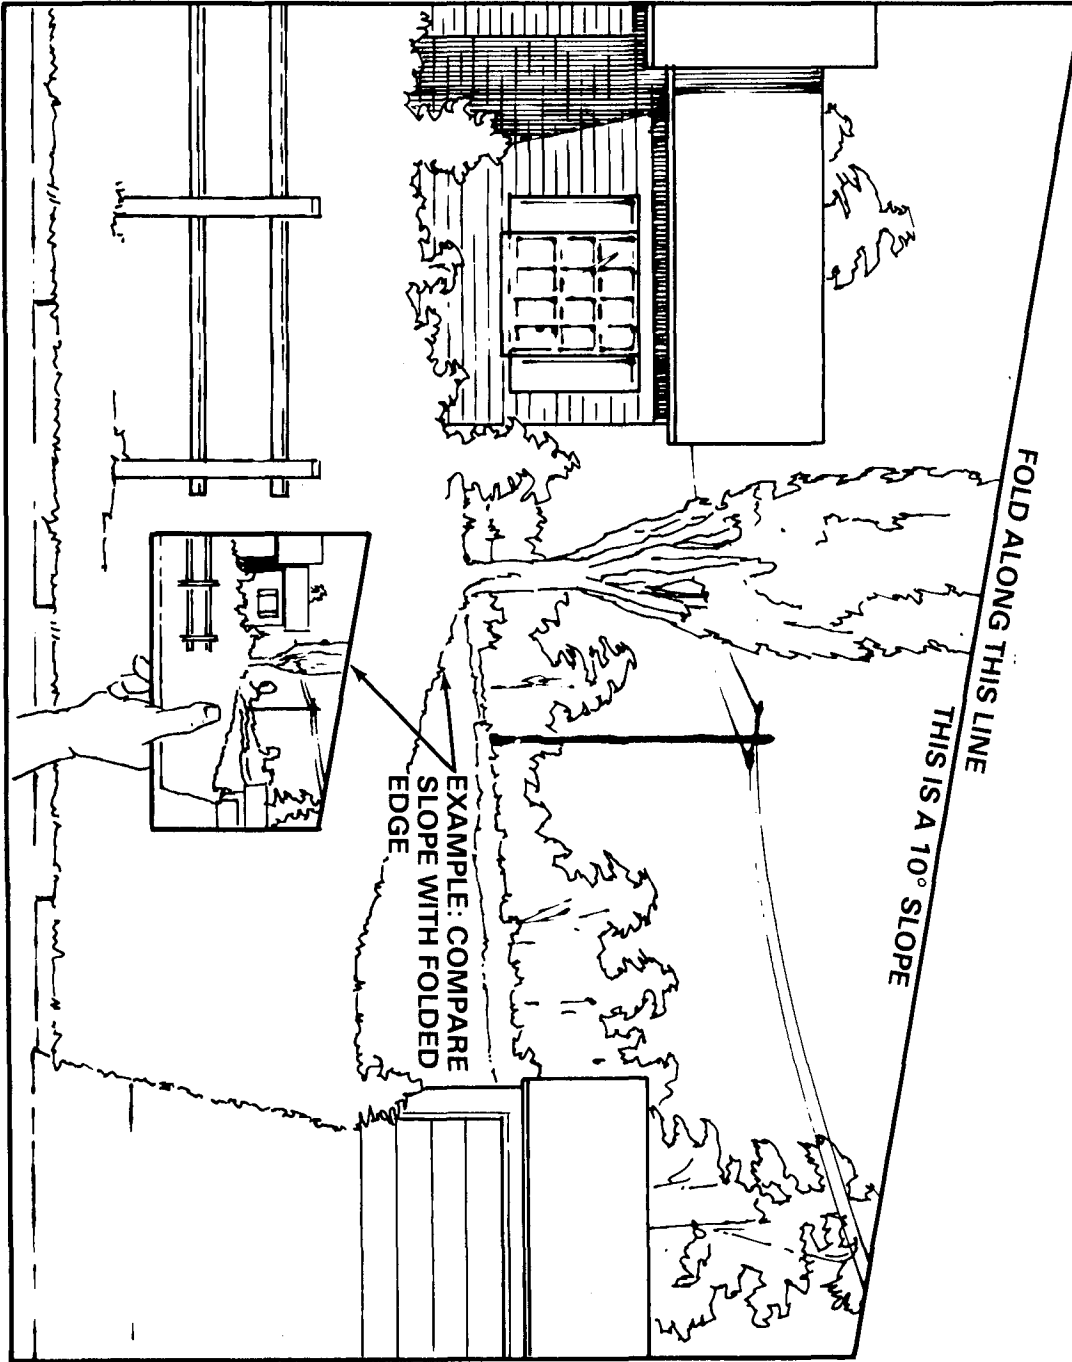 FOLD ALONG THIS LINE
THIS IS A 10° SLOPE
EXAMPLE: COMPARE
SLOPE WITH FOLDED
EDGE